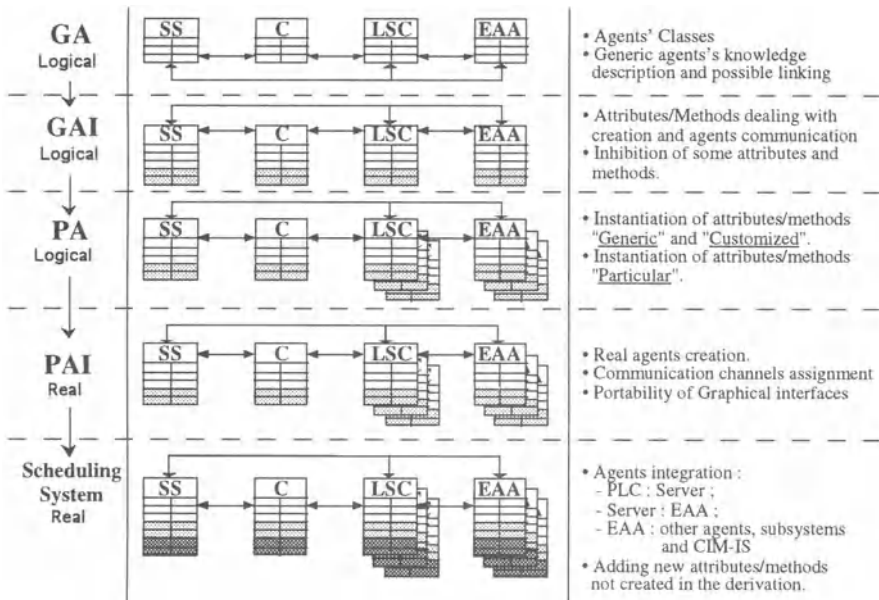 GA
Logical
SS C LSC EAA
• Agents' Classes
• Generic agents's knowledge
description and possible linking
GAI
Logical
SS C LSC EAA
• Attributes/Methods dealing with
creation and agents communication
• Inhibition of some attributes and
methods.
PA
Logical
SS C LSC EAA
• Instantiation of attributes/methods
"Generic" and "Customized".
• Instantiation of attributes/methods
"Particular".
PAI
Real
SS C LSC EAA
• Real agents creation.
• Communication channels assignment
• Portability of Graphical interfaces
Scheduling
System
Real
SS C LSC EAA
• Agents integration :
- PLC : Server ;
- Server : EAA ;
- EAA : other agents, subsystems
and CIM-IS
• Adding new attributes/methods
not created in the derivation.